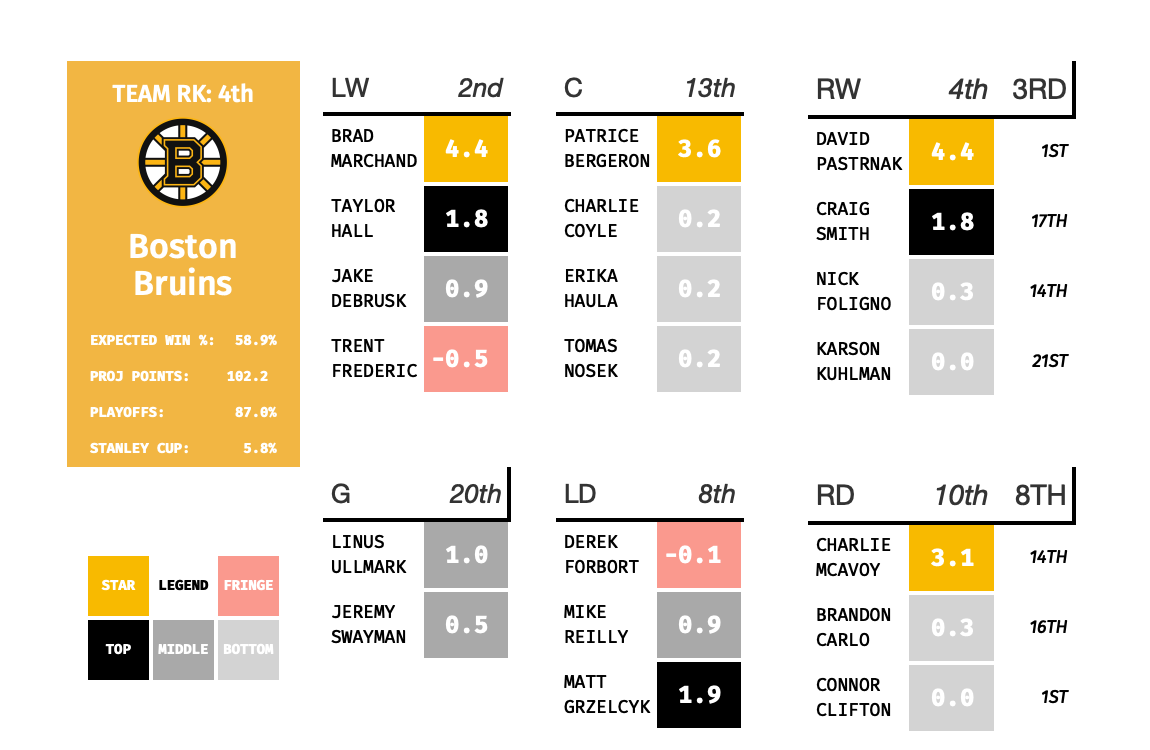 TEAM RK: 4th
B
Boston
Bruins
EXPECTED WIN %: 58.9%
PROJ POINTS: 102.2
PLAYOFFS: 87.0%
STANLEY CUP: 5.8%
LW 2nd
BRAD
MARCHAND 4.4
TAYLOR
HALL 1.8
JAKE
DEBRUSK 0.9
TRENT
FREDERIC -0.5
C 13th
PATRICE
BERGERON 3.6
CHARLIE
COYLE 0.2
ERIKA
HAULA 0.2
TOMAS
NOSEK 0.2
RW 4th 3RD
DAVID
PASTRNAK 4.4 1ST
CRAIG
SMITH 1.8 17TH
NICK
FOLIGNO 0.3 14TH
KARSON
KUHLMAN 0.0 21ST
G 20th
LINUS
ULLMARK 1.0
JEREMY
SWAYMAN 0.5
LD 8th
DEREK
FORBORT -0.1
MIKE
REILLY 0.9
MATT
GRZELCYK 1.9
RD 10th 8TH
CHARLIE
MCAVOY 3.1 14TH
BRANDON
CARLO 0.3 16TH
CONNOR
CLIFTON 0.0 1ST
STAR LEGEND FRINGE
TOP MIDDLE BOTTOM